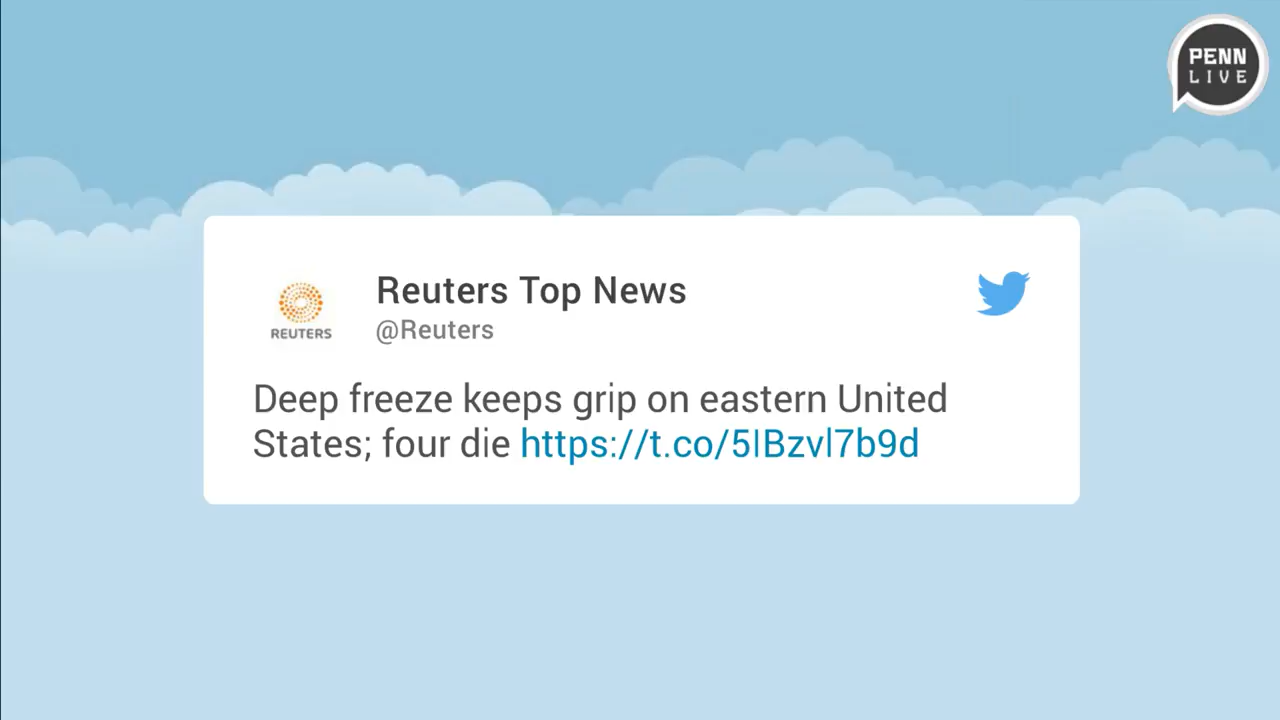 PENN
LIVE
Reuters Top News
@Reuters
REUTERS
Deep freeze keeps grip on eastern United
States; four die https://t.co/5IBzvl7b9d